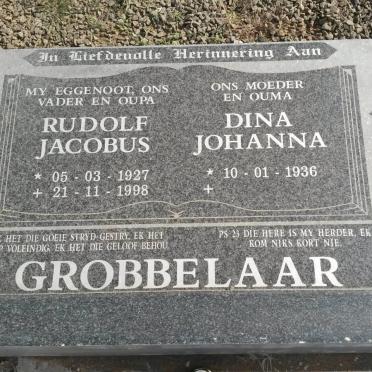 In Liefdevolle Herinnering Aan
MY EGGENOOT, ONS
VADER EN OUPA
RUDOLF
JACOBUS
* 05 - 03 - 1927
+ 21 - 11 - 1998
ONS MOEDER
EN OUMA
DINA
JOHANNA
* 10 - 01 - 1936
+
HET DIE GOEIE STRYD GESTRY, EK HET
VOLEINDIG, EK HET DIE GELOOF BEHOU
PS 23 DIE HERE IS MY HERDER, EK
KOM NIKS KORT NIE.
GROBBELAAR